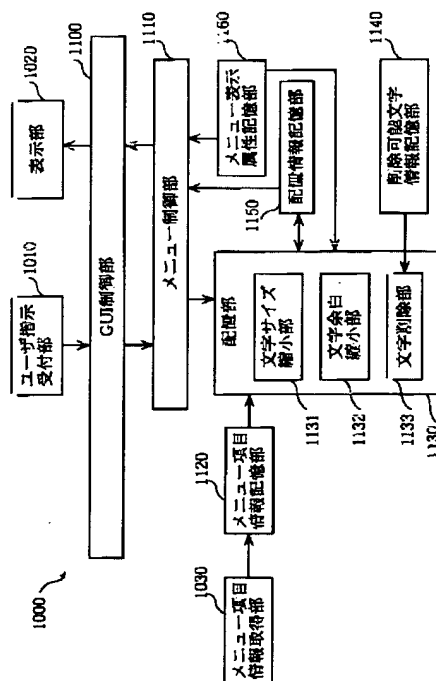 1000
ユーザ指示
受付部
1010
表示部
1020
GUI制御部
1100
メニュー制御部
1110
メニュー項目
情報取得部
1030
メニュー項目
情報記憶部
1120
配置部
文字サイズ
縮小部
1131
文字余白
縮小部
1132
文字削除部
1133
1130
配置情報記憶部
1150
メニュー表示
属性記憶部
1160
削除可能文字
情報記憶部
1140